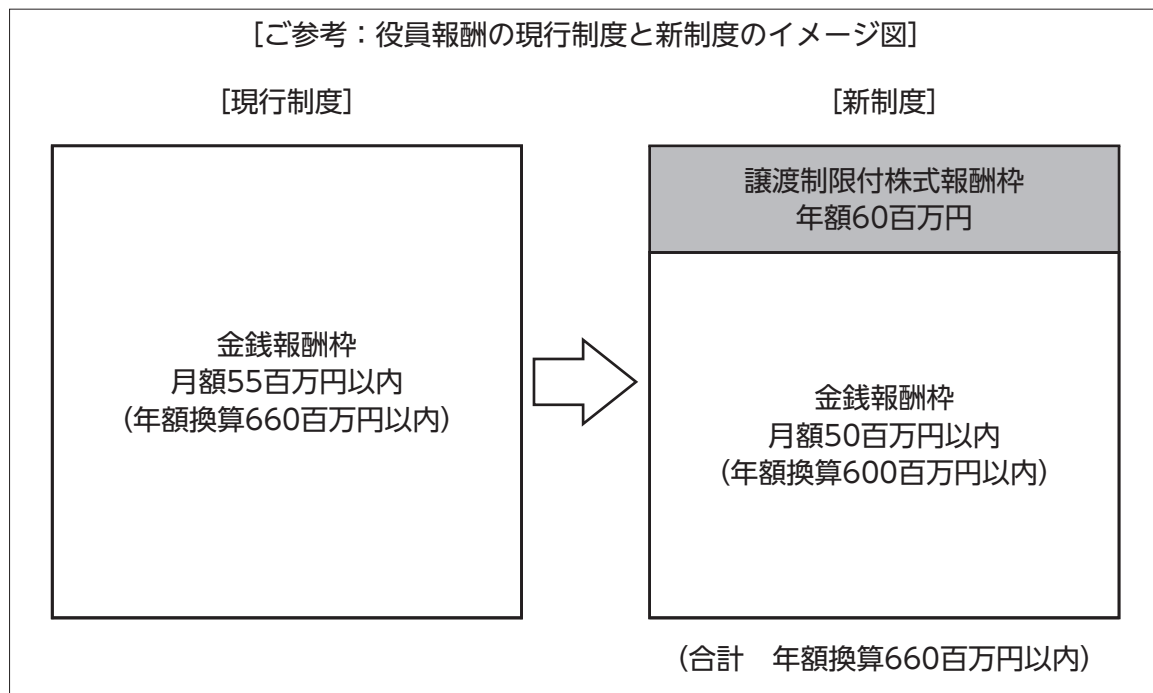 [ご参考：役員報酬の現行制度と新制度のイメージ図]
[現行制度]
金銭報酬枠
月額55百万円以内
(年額換算660百万円以内)
[新制度]
譲渡制限付株式報酬枠
年額60百万円
金銭報酬枠
月額50百万円以内
(年額換算600百万円以内)
(合計　年額換算660百万円以内)